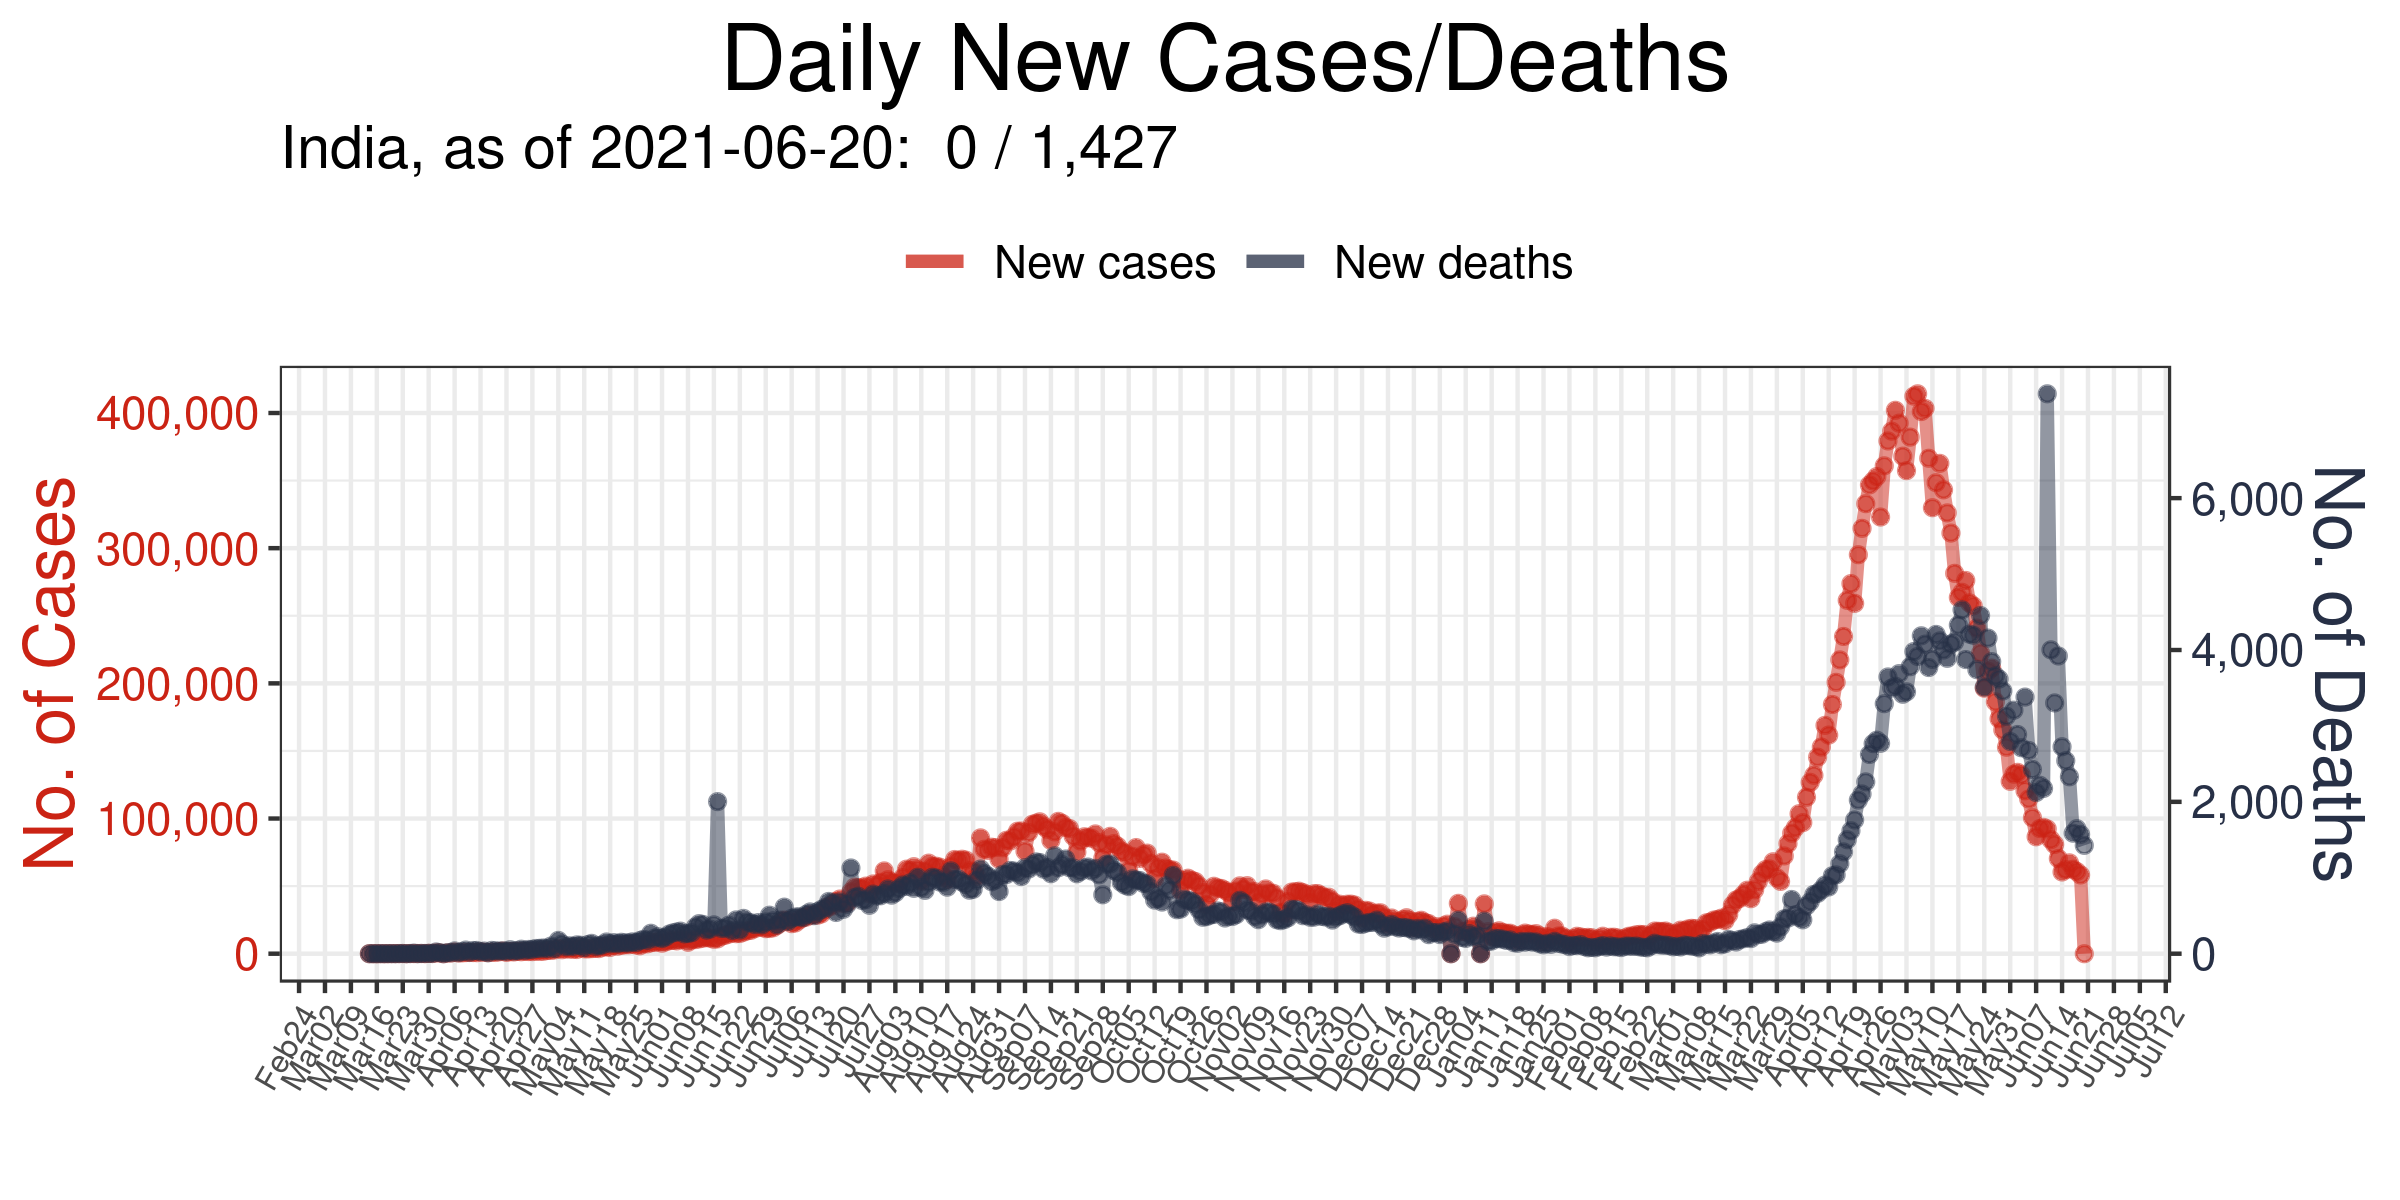 Daily New Cases/Deaths
India, as of 2021-06-20:  0 / 1,427
New cases
New deaths
No. of Cases
400,000
300,000
200,000
100,000
0
No. of Deaths
6,000
4,000
2,000
0
Feb24
Mar02
Mar09
Mar16
Mar23
Mar30
Apr06
Apr13
Apr20
Apr27
May04
May11
May18
May25
Jun01
Jun08
Jun15
Jun22
Jun29
Jul06
Jul13
Jul20
Jul27
Aug03
Aug10
Aug17
Aug24
Aug31
Sep07
Sep14
Sep21
Sep28
Oct05
Oct12
Oct19
Oct26
Nov02
Nov09
Nov16
Nov23
Nov30
Dec07
Dec14
Dec21
Dec28
Jan04
Jan11
Jan18
Jan25
Feb01
Feb08
Feb15
Feb22
Mar01
Mar08
Mar15
Mar22
Mar29
Apr05
Apr12
Apr19
Apr26
May03
May10
May17
May24
May31
Jun07
Jun14
Jun21
Jun28
Jul05
Jul12